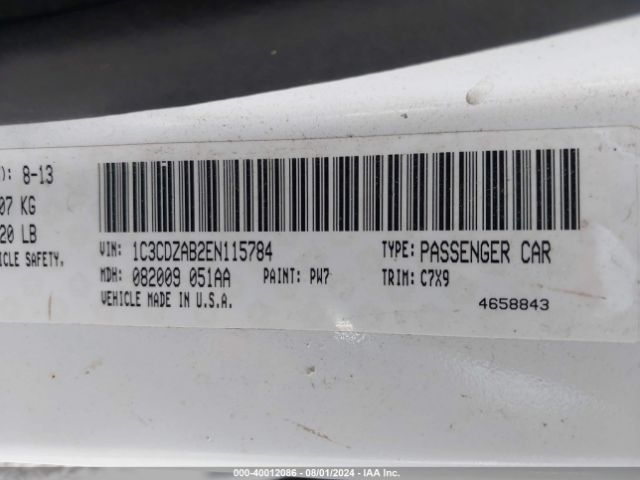 ): 8-13
07 KG
20 LB
ICLE SAFETY.
VIN: 1C3CDZAB2EN115784 TYPE: PASSENGER CAR
MDH: 082009 051AA PAINT: PW7 TRIM: C7X9
VEHICLE MADE IN U.S.A. 4658843
000-40012086 - 08/01/2024 - IAA Inc.